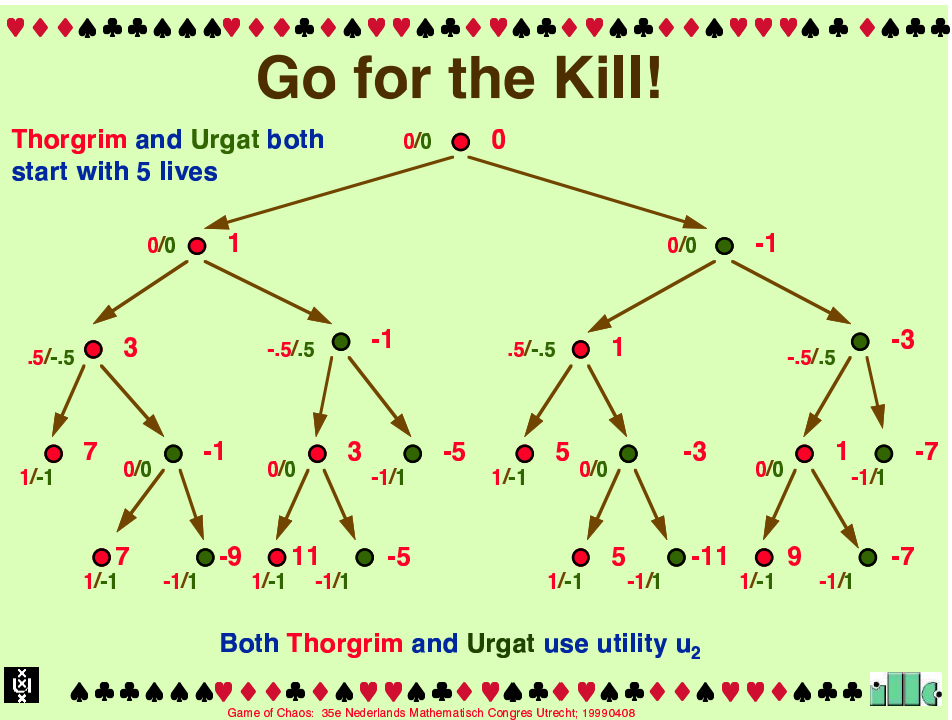 Go for the Kill!
Thorgrim and Urgat both
start with 5 lives
0/0 0
0/0 1 0/0 -1
.5/-.5 3 -.5/.5 -1 .5/-.5 1 -.5/.5 -3
7 -1 3 -5 5 -3 1 -7
1/-1 0/0 0/0 -1/1 1/-1 0/0 0/0 -1/1
7 -9 11 -5 5 -11 9 -7
1/-1 -1/1 1/-1 -1/1 1/-1 -1/1 1/-1 -1/1
Both Thorgrim and Urgat use utility u2
Game of Chaos: 35e Nederlands Mathematisch Congres Utrecht; 19990408